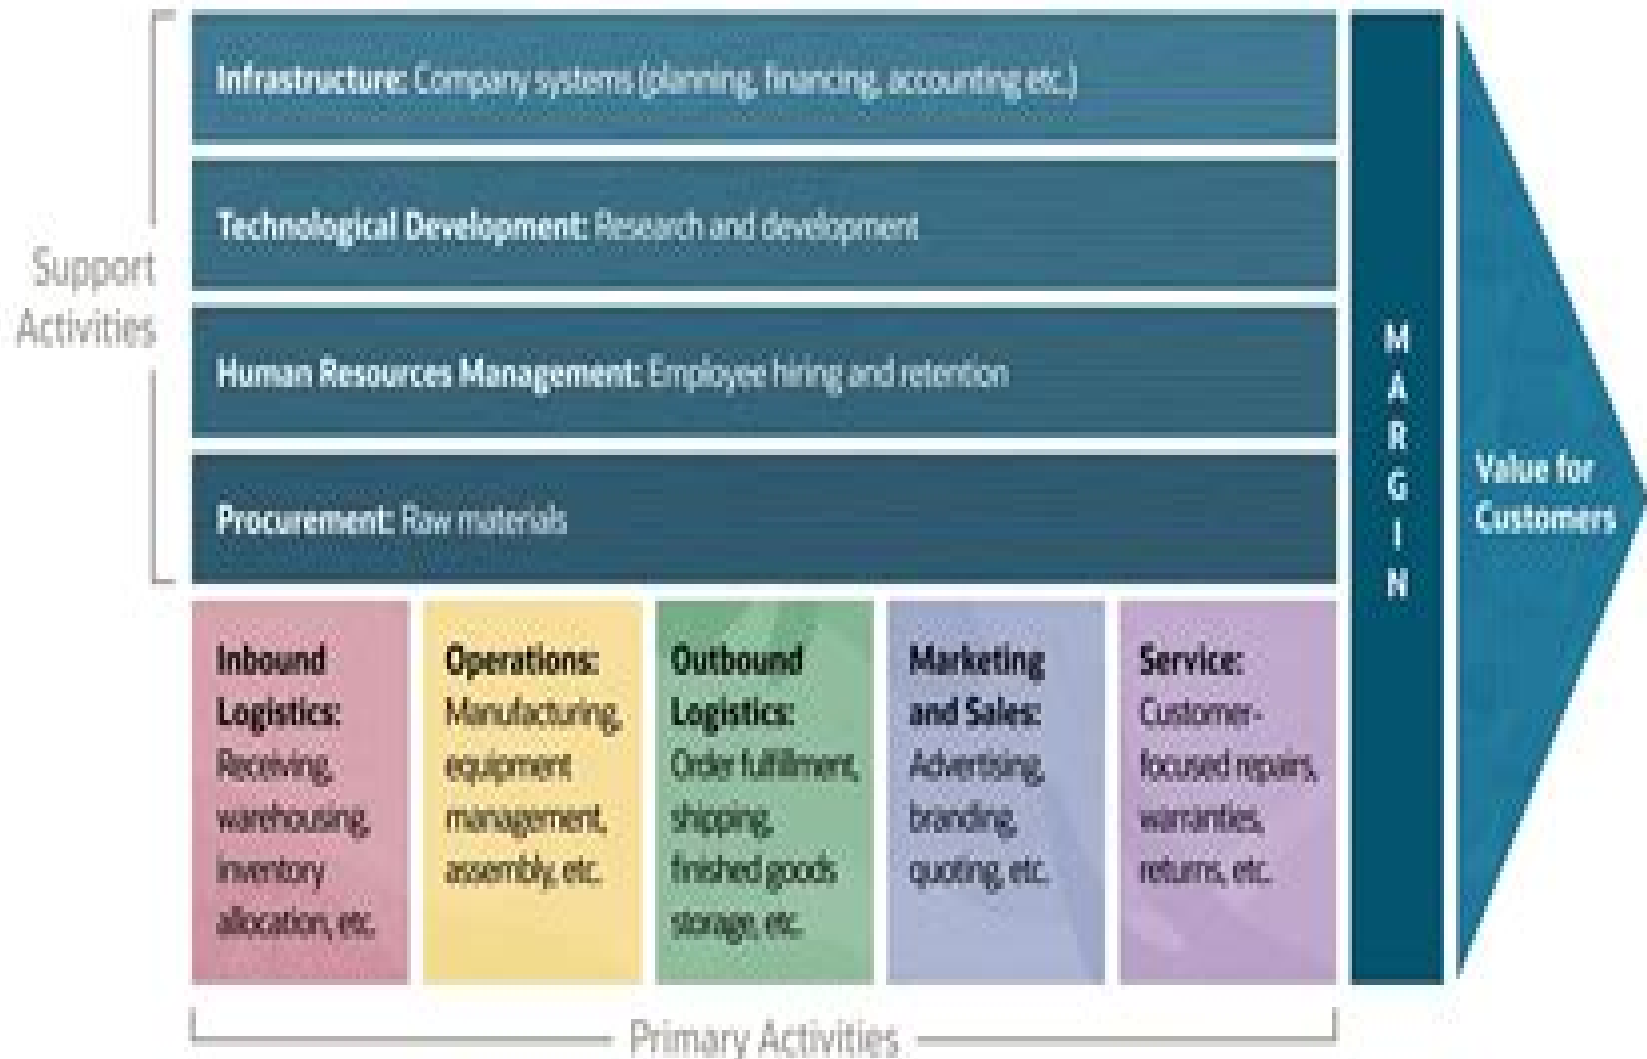 Infrastructure: Company systems (planning, financing, accounting etc.)
Technological Development: Research and development
Support
Activities
Human Resources Management: Employee hiring and retention
Procurement: Raw materials
Inbound
Logistics:
Receiving,
warehousing,
inventory
allocation, etc.
Operations:
Manufacturing,
equipment
management,
assembly, etc.
Outbound
Logistics:
Order fulfillment,
shipping,
finished goods
storage, etc.
Marketing
and Sales:
Advertising,
branding,
quoting, etc.
Service:
Customer-
focused repairs,
warranties,
returns, etc.
MARGIN
Value for
Customers
Primary Activities